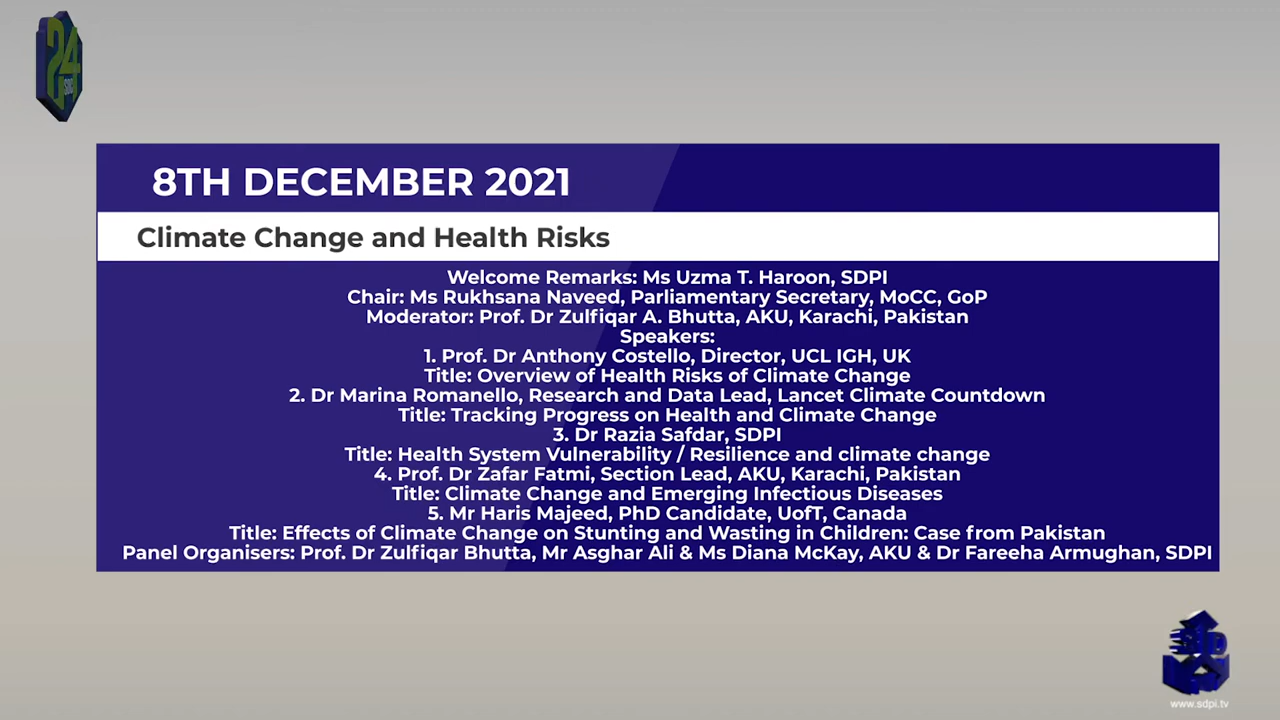 24
SDC
8TH DECEMBER 2021
Climate Change and Health Risks
Welcome Remarks: Ms Uzma T. Haroon, SDPI
Chair: Ms Rukhsana Naveed, Parliamentary Secretary, MoCC, GoP
Moderator: Prof. Dr Zulfiqar A. Bhutta, AKU, Karachi, Pakistan
Speakers:
1. Prof. Dr Anthony Costello, Director, UCL IGH, UK
Title: Overview of Health Risks of Climate Change
2. Dr Marina Romanello, Research and Data Lead, Lancet Climate Countdown
Title: Tracking Progress on Health and Climate Change
3. Dr Razia Safdar, SDPI
Title: Health System Vulnerability / Resilience and climate change
4. Prof. Dr Zafar Fatmi, Section Lead, AKU, Karachi, Pakistan
Title: Climate Change and Emerging Infectious Diseases
5. Mr Haris Majeed, PhD Candidate, UofT, Canada
Title: Effects of Climate Change on Stunting and Wasting in Children: Case from Pakistan
Panel Organisers: Prof. Dr Zulfiqar Bhutta, Mr Asghar Ali & Ms Diana McKay, AKU & Dr Fareeha Armughan, SDPI
www.sdpi.tv